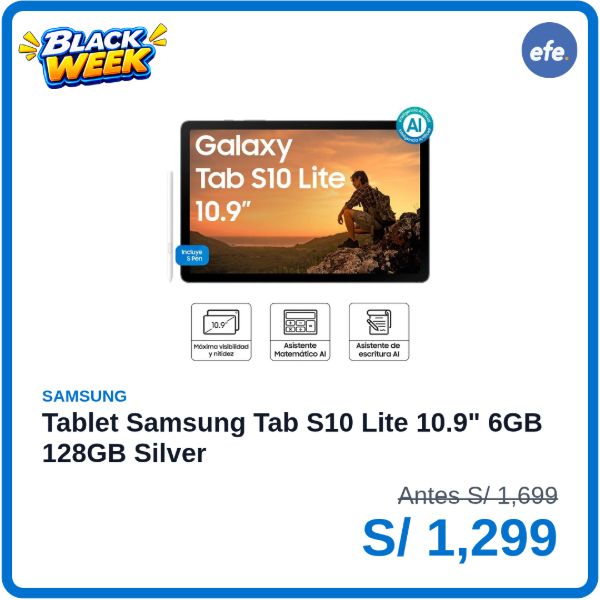 BLACK
WEEK
efe.
AI
Galaxy
Tab S10 Lite
10.9"
Incluye
S Pen
10.9"
Máxima visibilidad
y nitidez
Asistente
Matemático AI
Asistente de
escritura AI
SAMSUNG
Tablet Samsung Tab S10 Lite 10.9" 6GB
128GB Silver
Antes S/ 1,699
S/ 1,299